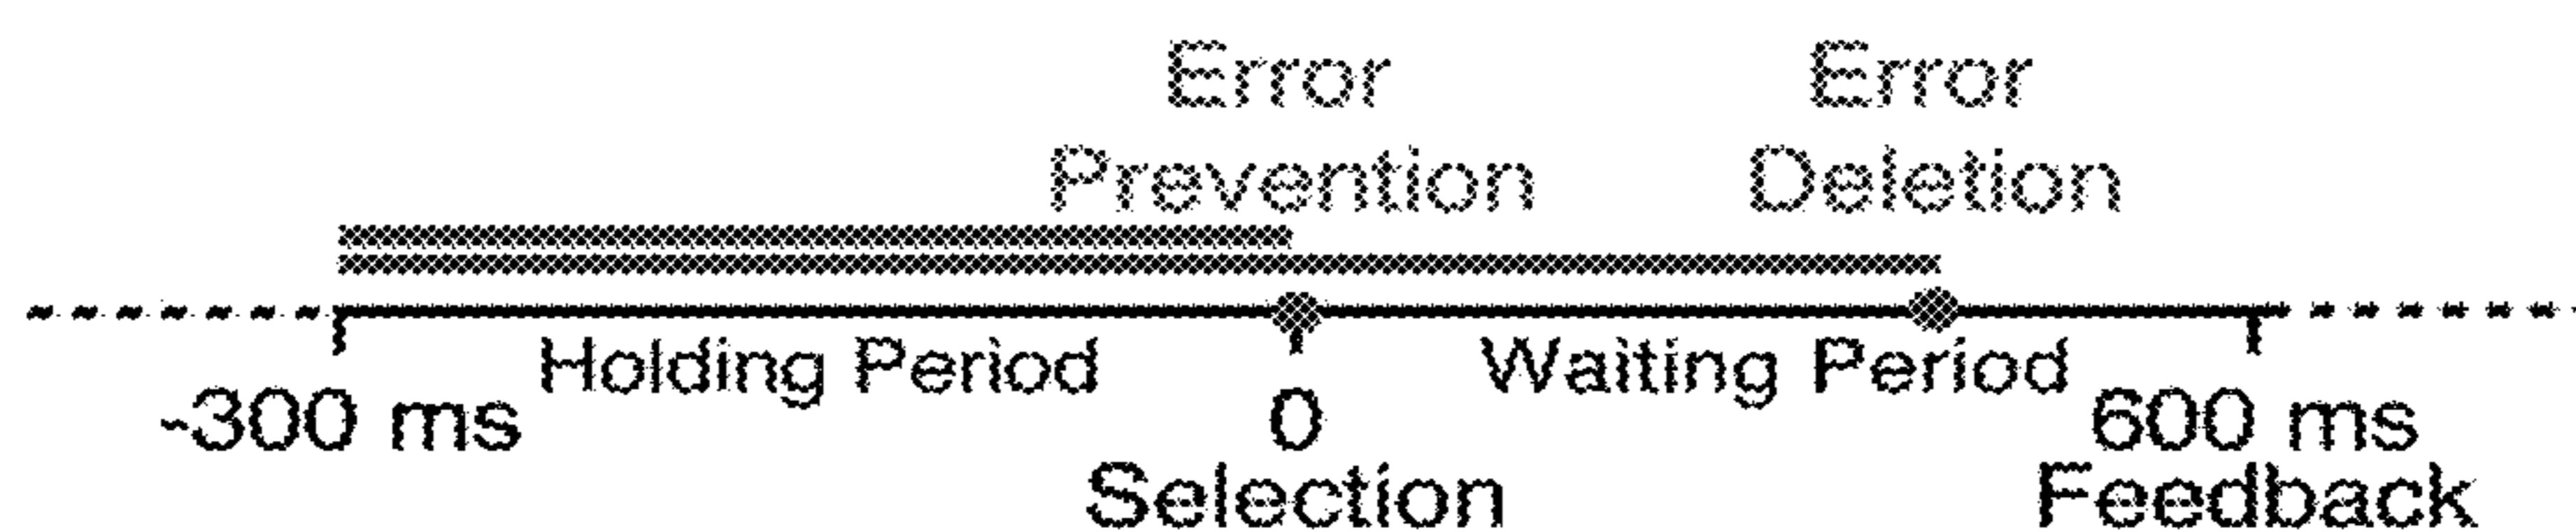 Error
Prevention
Error
Deletion
Holding Period
Waiting Period
-300 ms
0
Selection
600 ms
Feedback